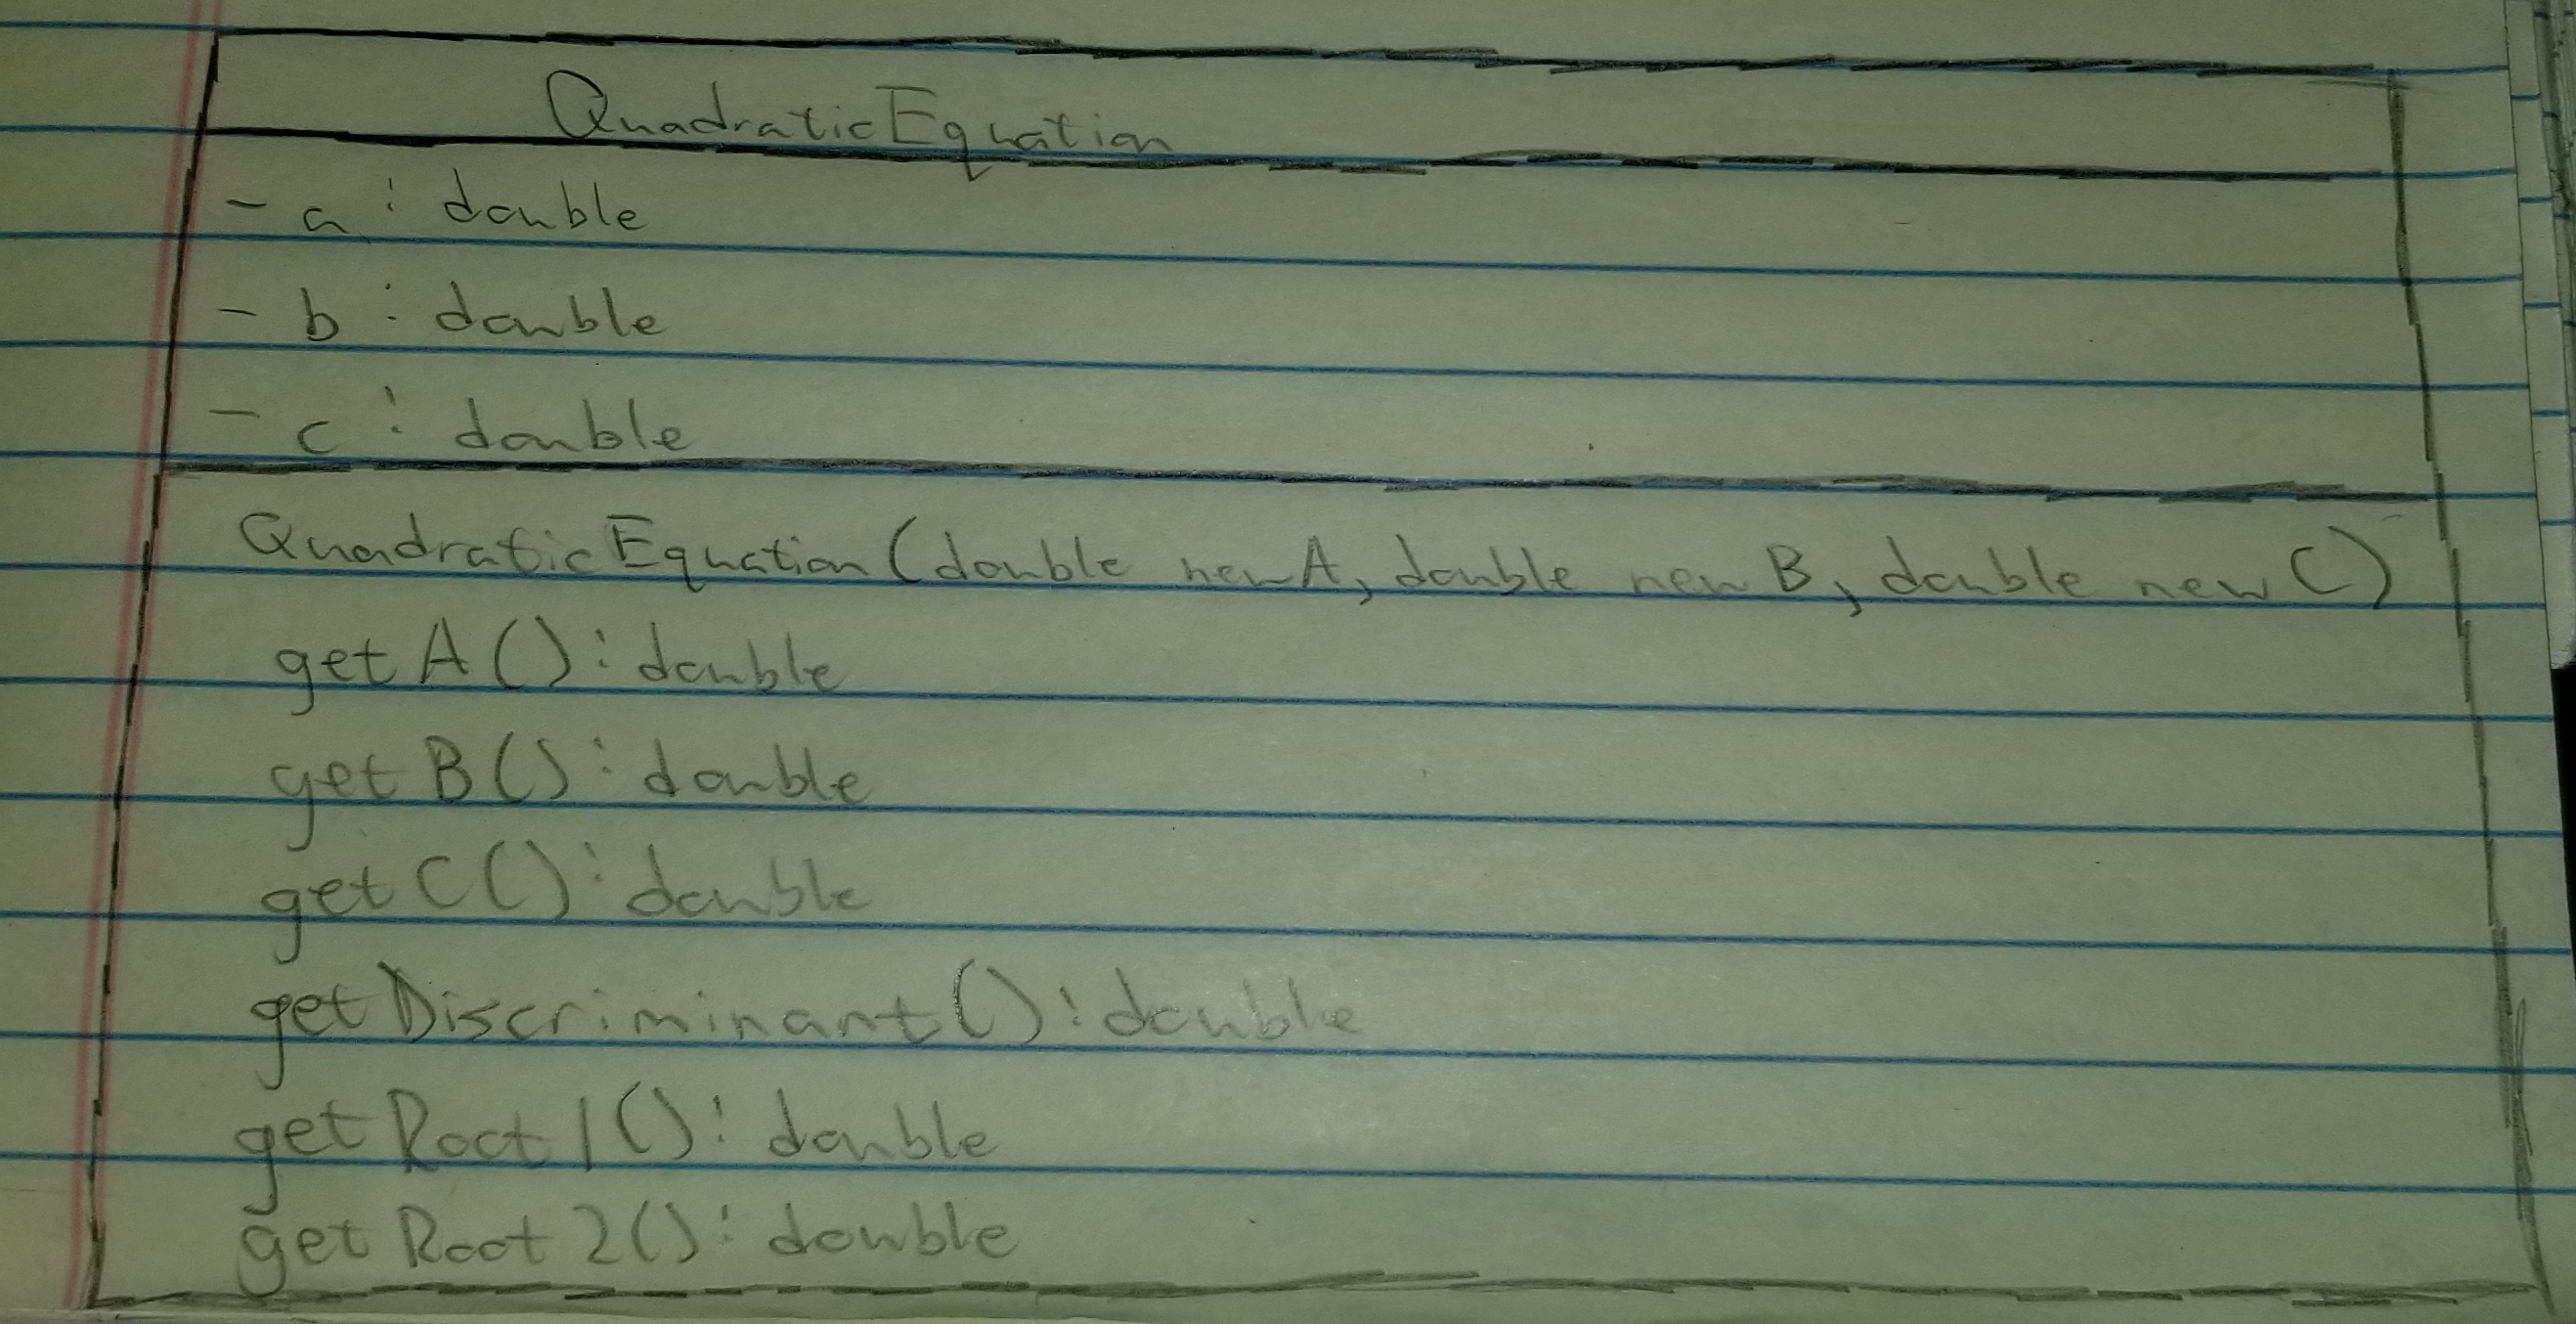 QuadraticEquation
- a : double
- b : double
- c : double
QuadraticEquation (double newA, double newB, double newC)
getA() : double
getB() : double
getC() : double
getDiscriminant() : double
getRoot1() : double
getRoot2() : double